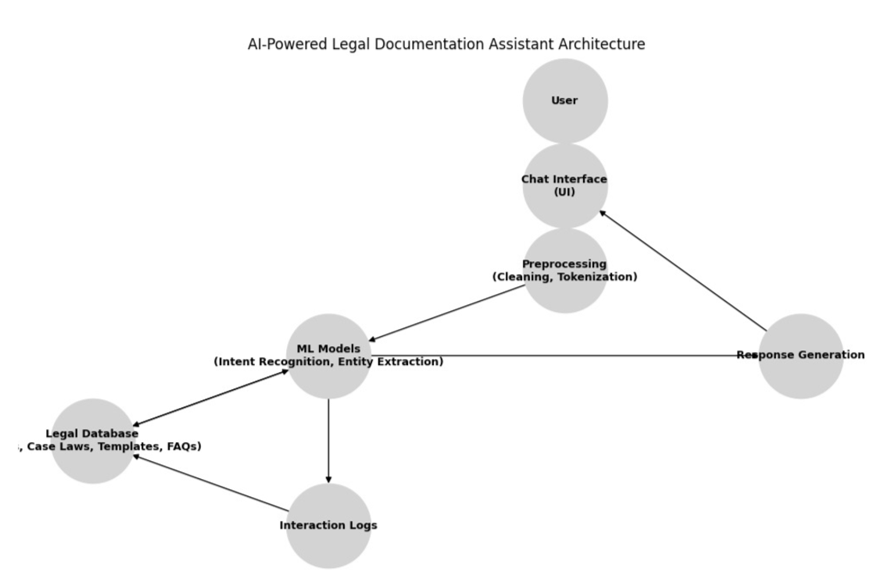 AI-Powered Legal Documentation Assistant Architecture
User
Chat Interface
(UI)
Preprocessing
(Cleaning, Tokenization)
ML Models
(Intent Recognition, Entity Extraction)
Response Generation
Legal Database
, Case Laws, Templates, FAQs)
Interaction Logs